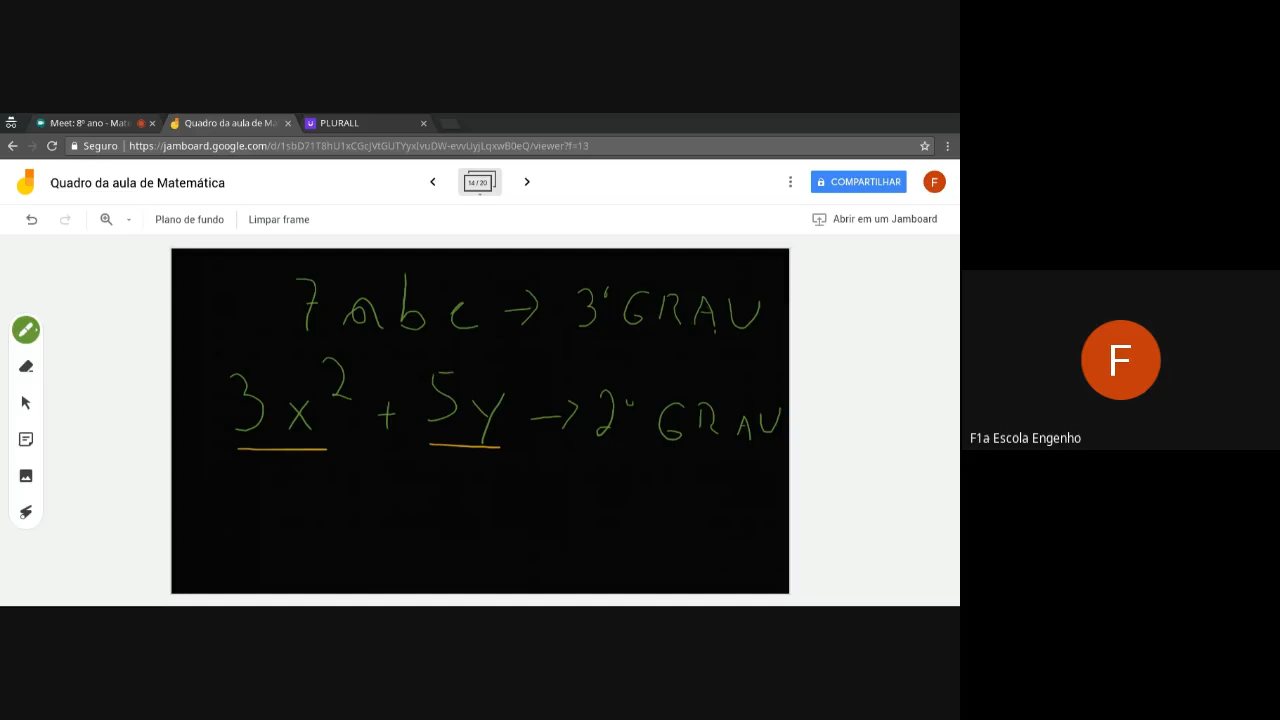 Meet: 8º ano - Mate
Quadro da aula de Ma
PLURALL
Seguro
https://jamboard.google.com/d/1sbD71T8hU1xCGcJVtGUTYyxIvuDW-evvUyjLqxwB0eQ/viewer?f=13
Quadro da aula de Matemática
14 / 20
COMPARTILHAR
F
Plano de fundo
Limpar frame
Abrir em um Jamboard
7abc → 3º GRAU
3x² + 5y → 2º GRAU
F
F1a Escola Engenho